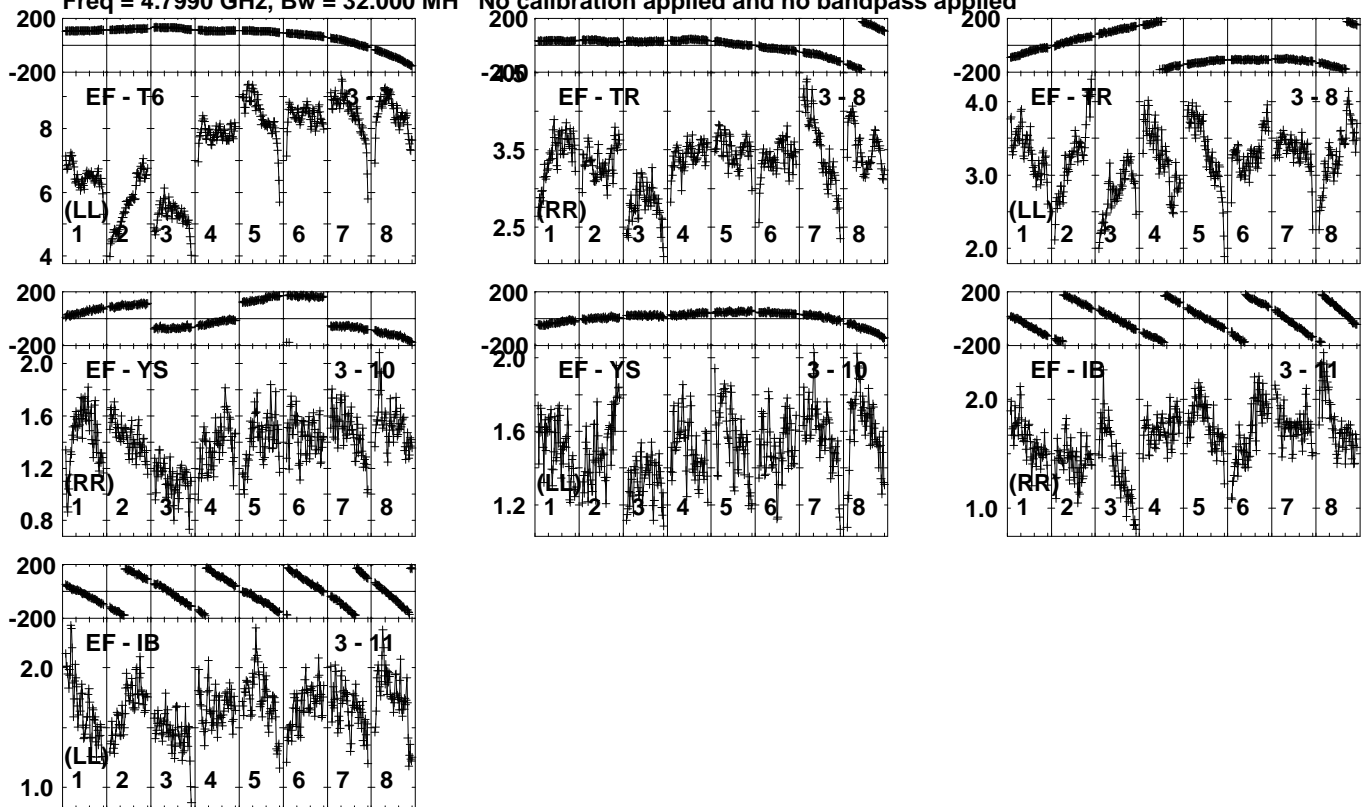 Freq = 4.7990 GHz, Bw = 32.000 MH No calibration applied and no bandpass applied
200 200 200
-200 -200 -200
4.5
EF - T6 EF - TR 3 - 8 EF - TR 3 - 8
4.0
8 3.5 3.0
6
(LL) (RR) (LL)
1 2 3 4 5 6 7 8 1 2 3 4 5 6 7 8 1 2 3 4 5 6 7 8
4 2.5 2.0
200 200 200
-200 -200 -200
2.0 2.0
EF - YS 3 - 10 EF - YS 3 - 10 EF - IB 3 - 11
2.0
1.6 1.6
1.2
(RR) (LL) (RR)
1 2 3 4 5 6 7 8 1 2 3 4 5 6 7 8 1 2 3 4 5 6 7 8
0.8 1.2 1.0
200
-200
EF - IB 3 - 11
2.0
(LL)
1 2 3 4 5 6 7 8
1.0